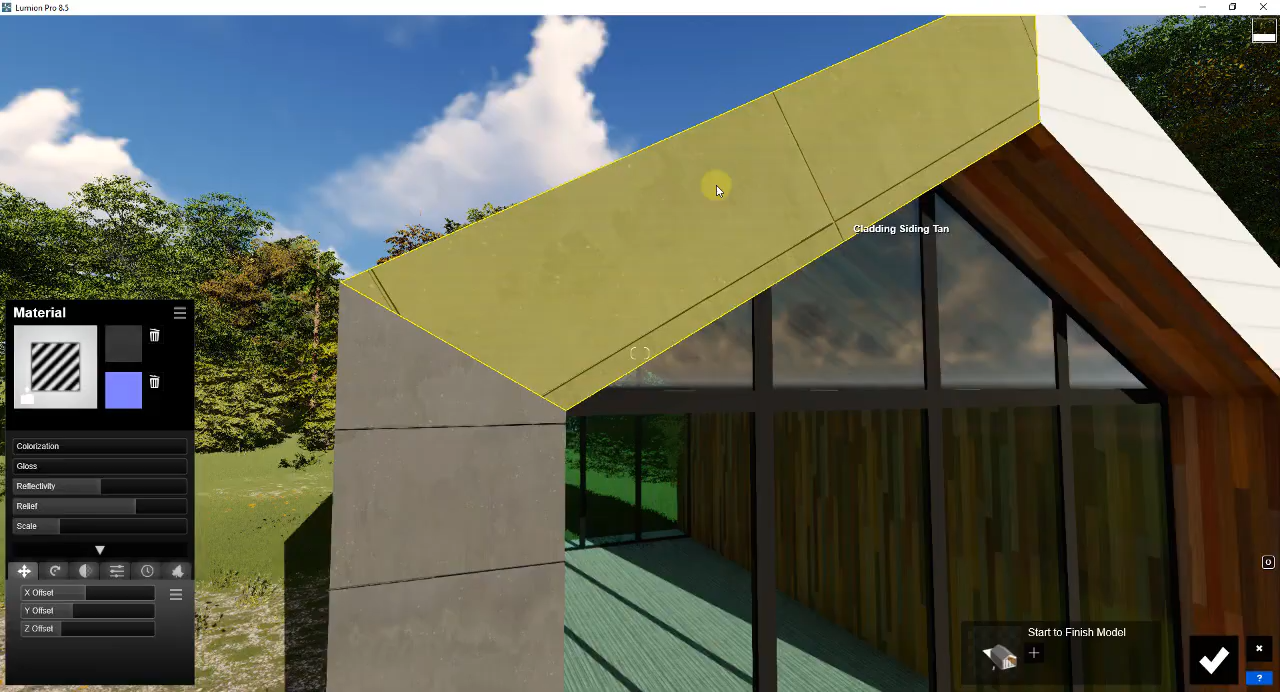 Lumion Pro 8.5
Cladding Siding Tan
Material
Colorization
Gloss
Reflectivity
Relief
Scale
X Offset
Y Offset
Z Offset
O
Start to Finish Model
?